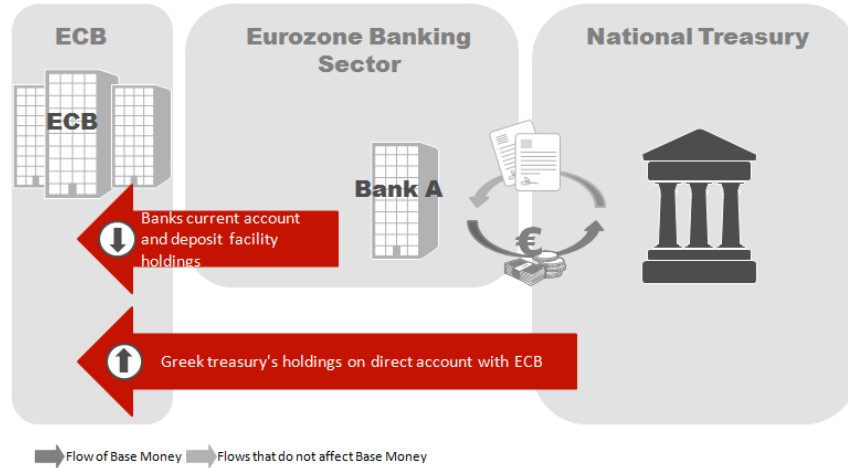 ECB
Eurozone Banking
Sector
National Treasury
ECB
Bank A
€
Banks current account
and deposit facility
holdings
Greek treasury's holdings on direct account with ECB
Flow of Base Money
Flows that do not affect Base Money